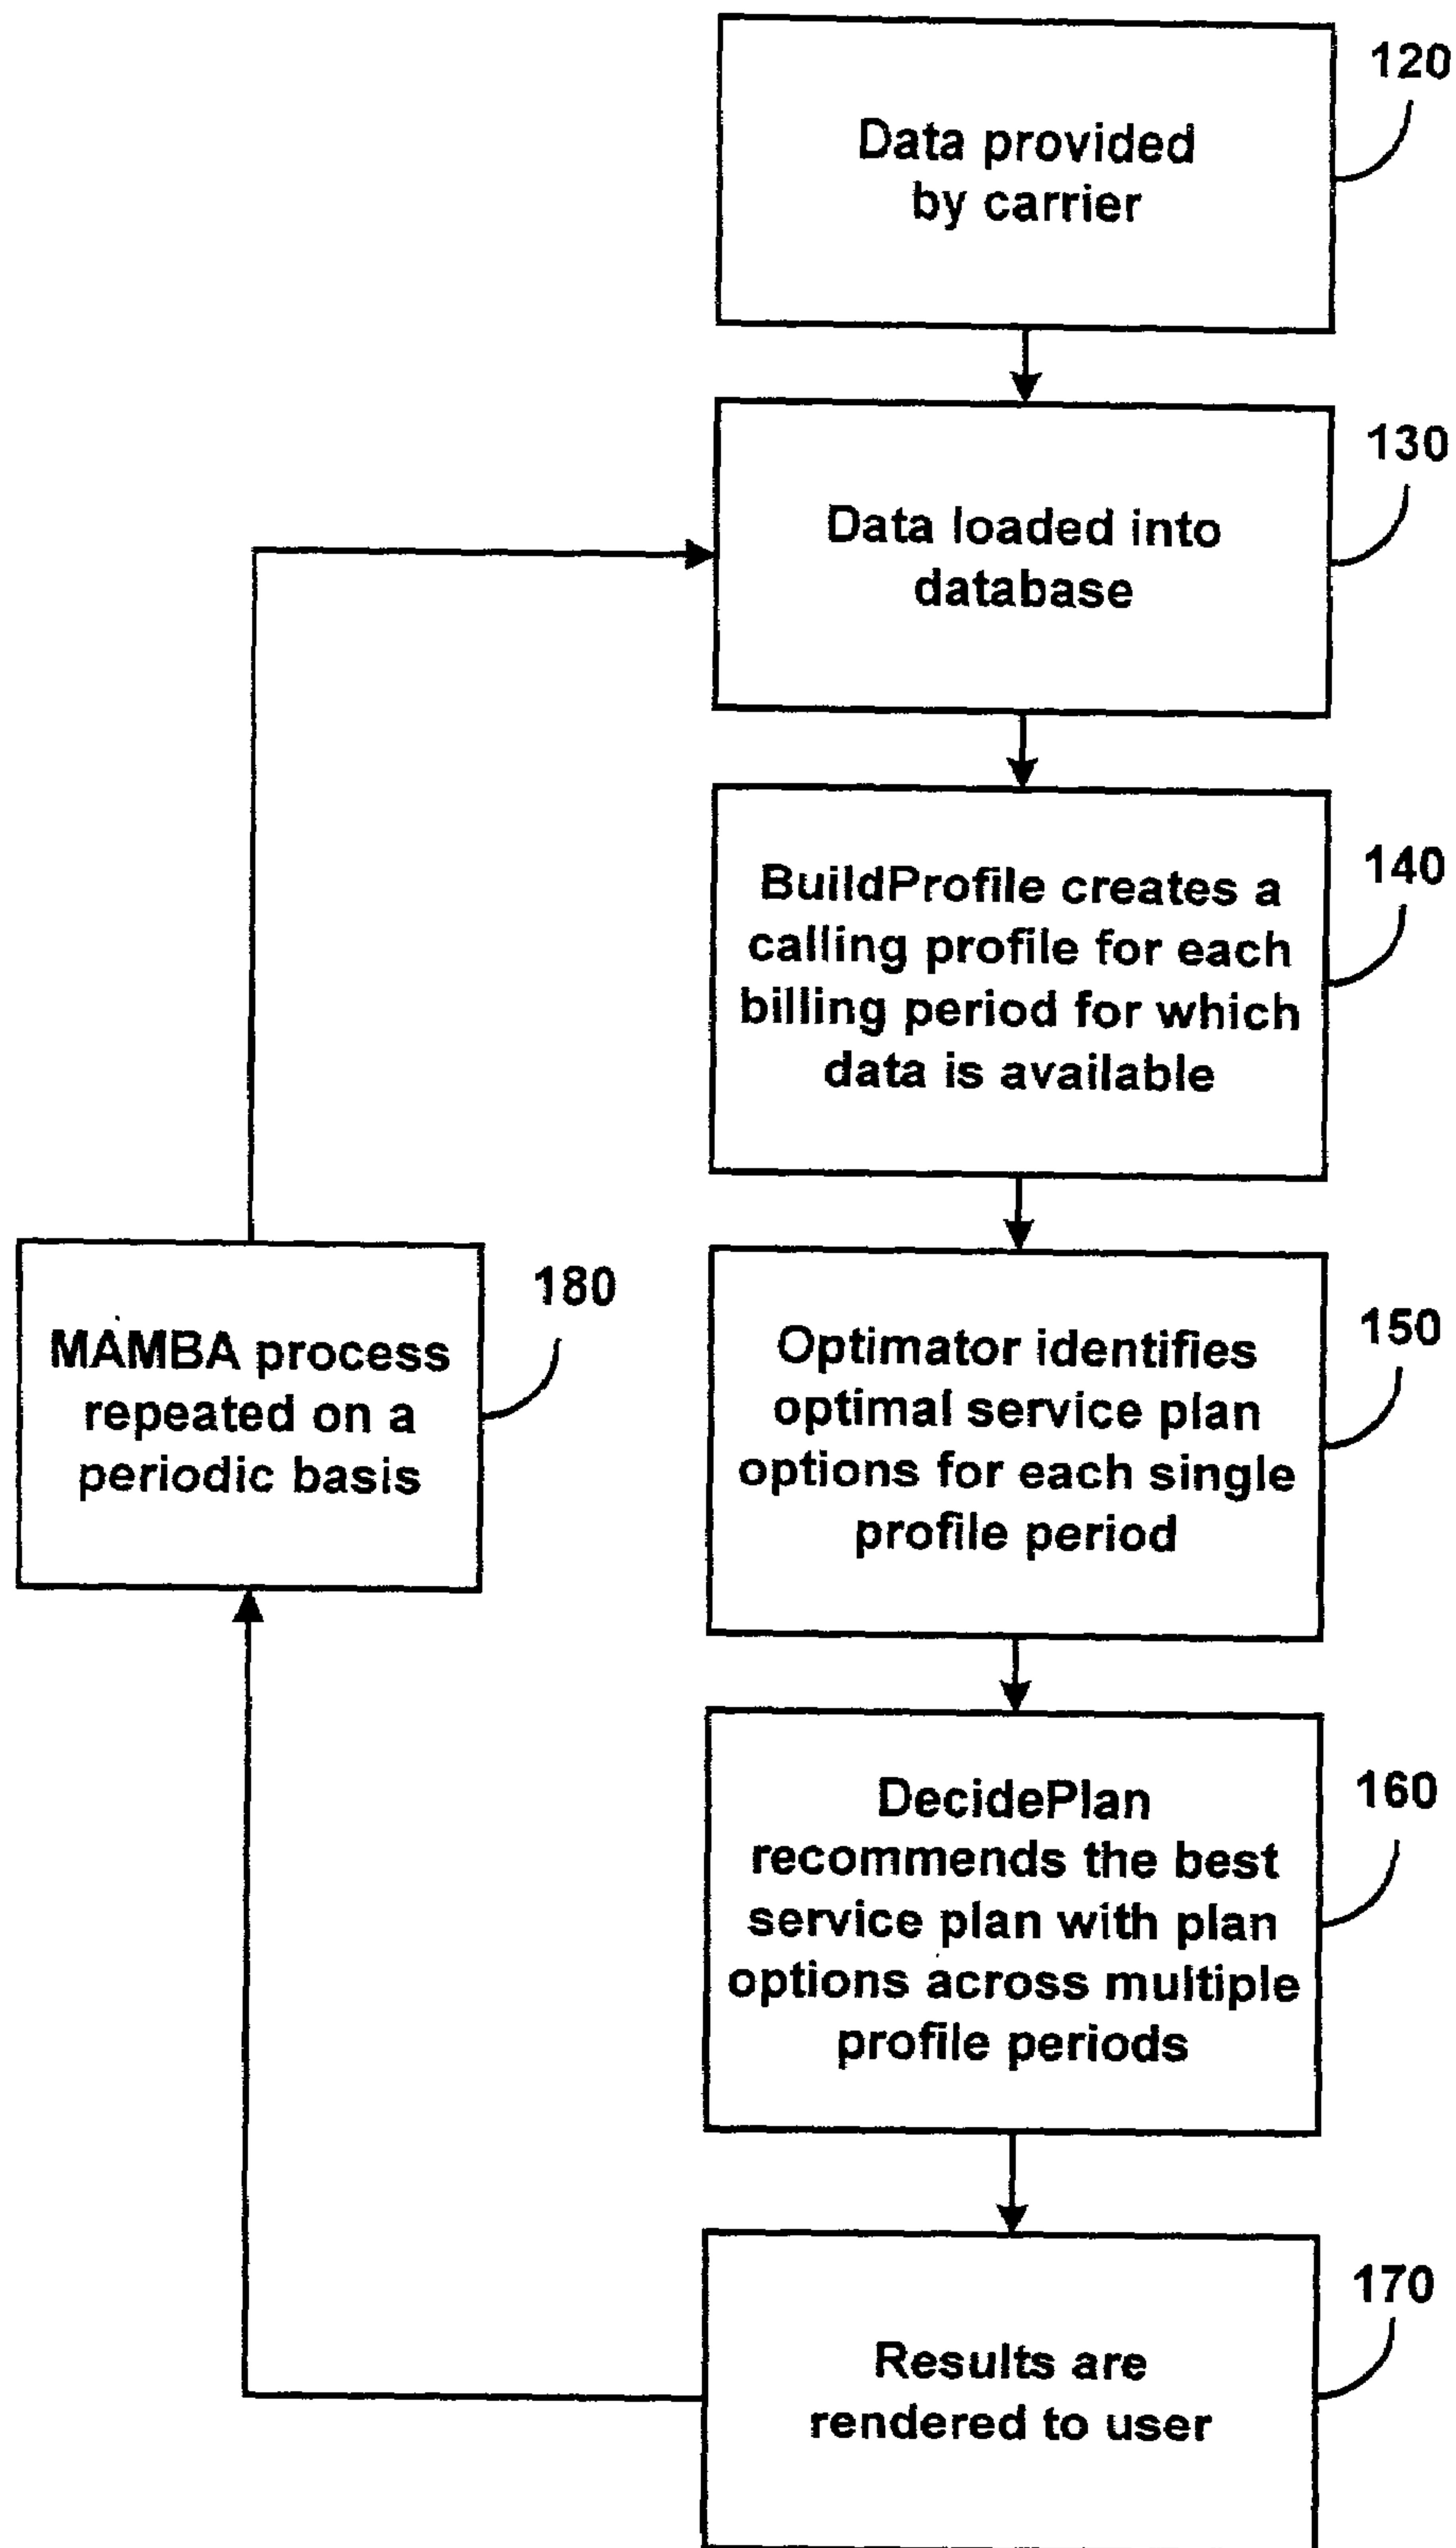 120
Data provided
by carrier
130
Data loaded into
database
140
BuildProfile creates a
calling profile for each
billing period for which
data is available
180
MAMBA process
repeated on a
periodic basis
150
Optimator identifies
optimal service plan
options for each single
profile period
160
DecidePlan
recommends the best
service plan with plan
options across multiple
profile periods
170
Results are
rendered to user